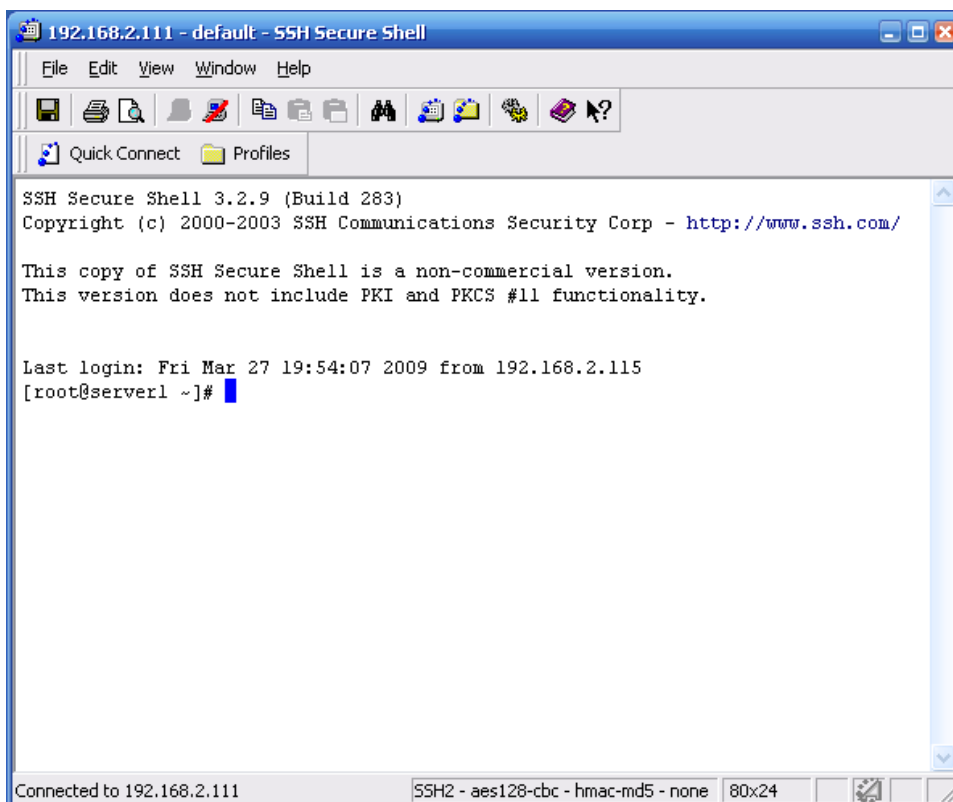 192.168.2.111 - default - SSH Secure Shell
File Edit View Window Help
Quick Connect Profiles
SSH Secure Shell 3.2.9 (Build 283)
Copyright (c) 2000-2003 SSH Communications Security Corp - http://www.ssh.com/
This copy of SSH Secure Shell is a non-commercial version.
This version does not include PKI and PKCS #11 functionality.
Last login: Fri Mar 27 19:54:07 2009 from 192.168.2.115
[root@server1 ~]#
Connected to 192.168.2.111 SSH2 - aes128-cbc - hmac-md5 - none 80x24